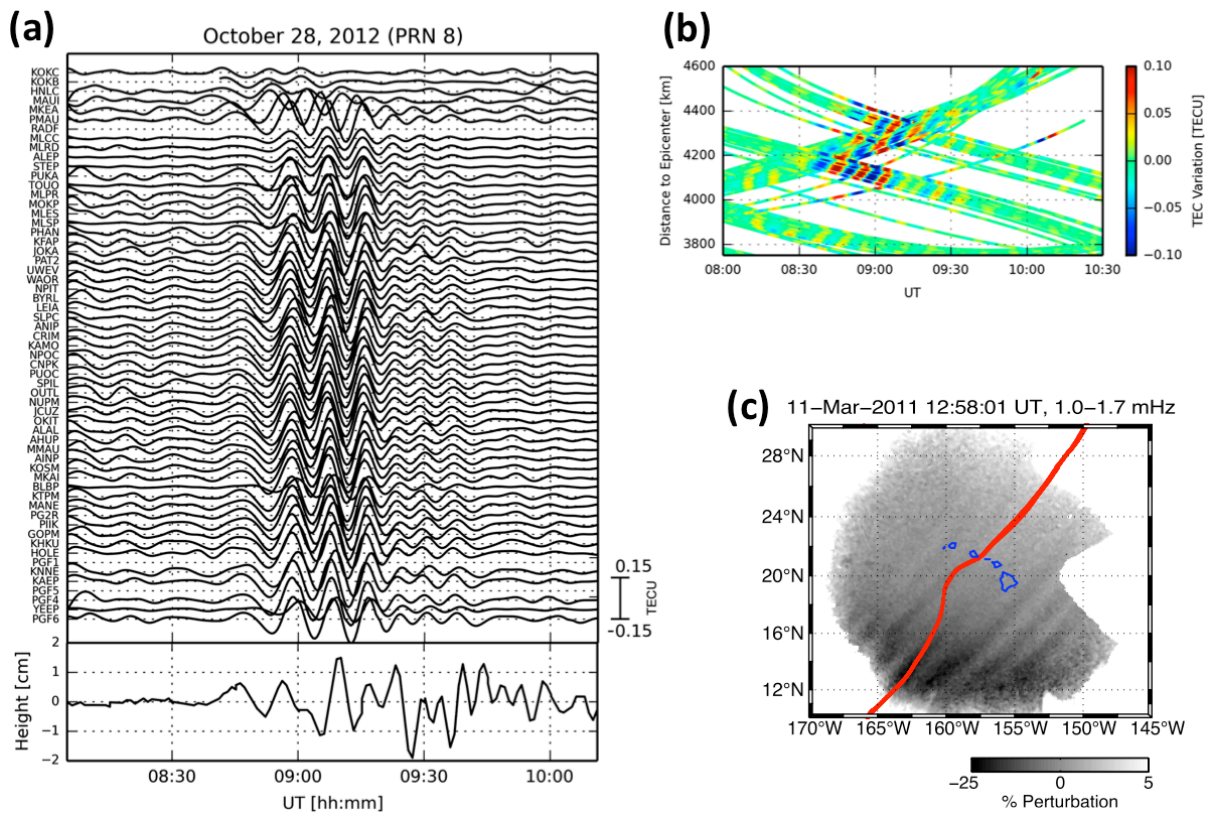 (a)
October 28, 2012 (PRN 8)
KOKC
KOKB
HNLC
MAUI
MKEA
PMAU
RADF
MLCC
MLRD
ALEP
STEP
PUKA
TOUO
MLPR
MOKP
MLES
MLSP
PHAN
KFAP
JOKA
PAT2
UWEV
WAOR
NPIT
BYRL
LEIA
SLPC
ANIP
CRIM
KAMO
NPOC
CNPK
PUOC
SPIL
OUTL
NUPM
JCUZ
OKIT
ALAL
AHUP
MMAU
AINP
KOSM
MKAI
BLBP
KTPM
MANE
PG2R
PIIK
GOPM
KHKU
HOLE
PGF1
KNNE
KAEP
PGF5
PGF4
YEEP
PGF6
0.15
TECU
-0.15
2
1
0
−1
−2
Height [cm]
08:30
09:00
09:30
10:00
UT [hh:mm]
(b)
4600
4400
4200
4000
3800
Distance to Epicenter [km]
08:00
08:30
09:00
09:30
10:00
10:30
UT
0.10
0.05
0.00
−0.05
−0.10
TEC Variation [TECU]
(c)
11−Mar−2011 12:58:01 UT, 1.0−1.7 mHz
28°N
24°N
20°N
16°N
12°N
170°W
165°W
160°W
155°W
150°W
145°W
−25
0
5
% Perturbation